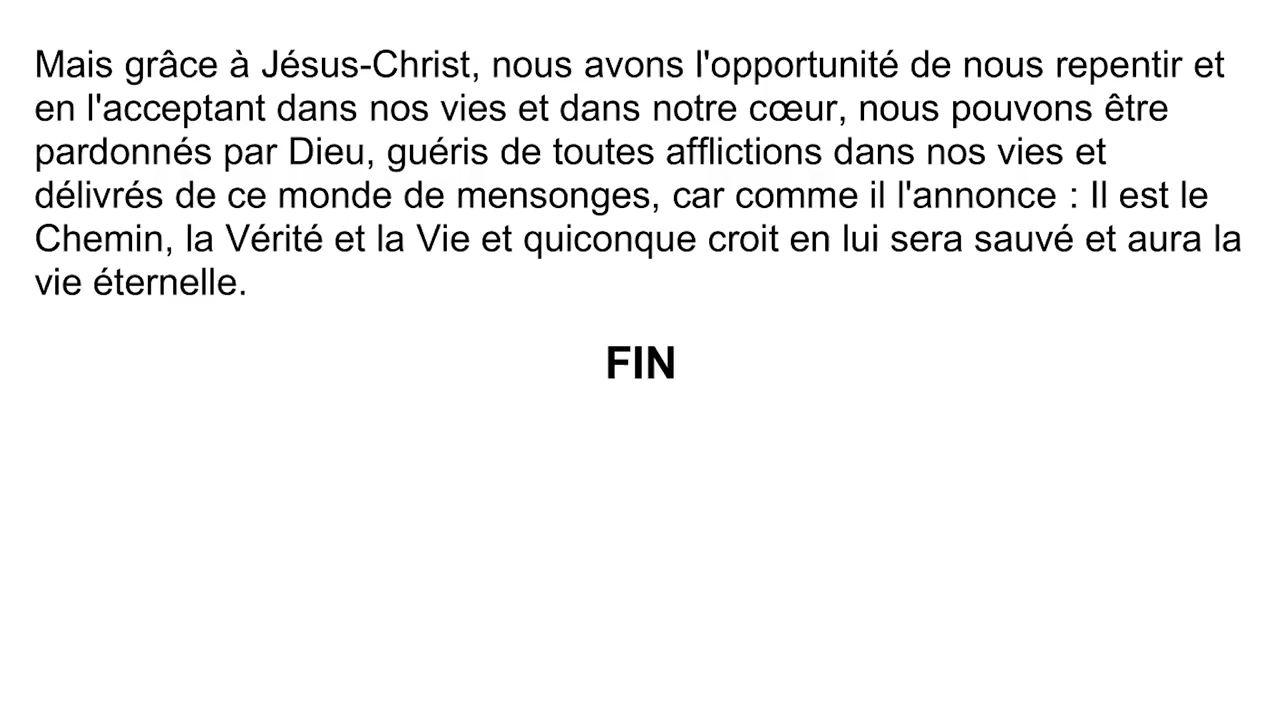 Mais grâce à Jésus-Christ, nous avons l'opportunité de nous repentir et
en l'acceptant dans nos vies et dans notre cœur, nous pouvons être
pardonnés par Dieu, guéris de toutes afflictions dans nos vies et
délivrés de ce monde de mensonges, car comme il l'annonce : Il est le
Chemin, la Vérité et la Vie et quiconque croit en lui sera sauvé et aura la
vie éternelle.
FIN